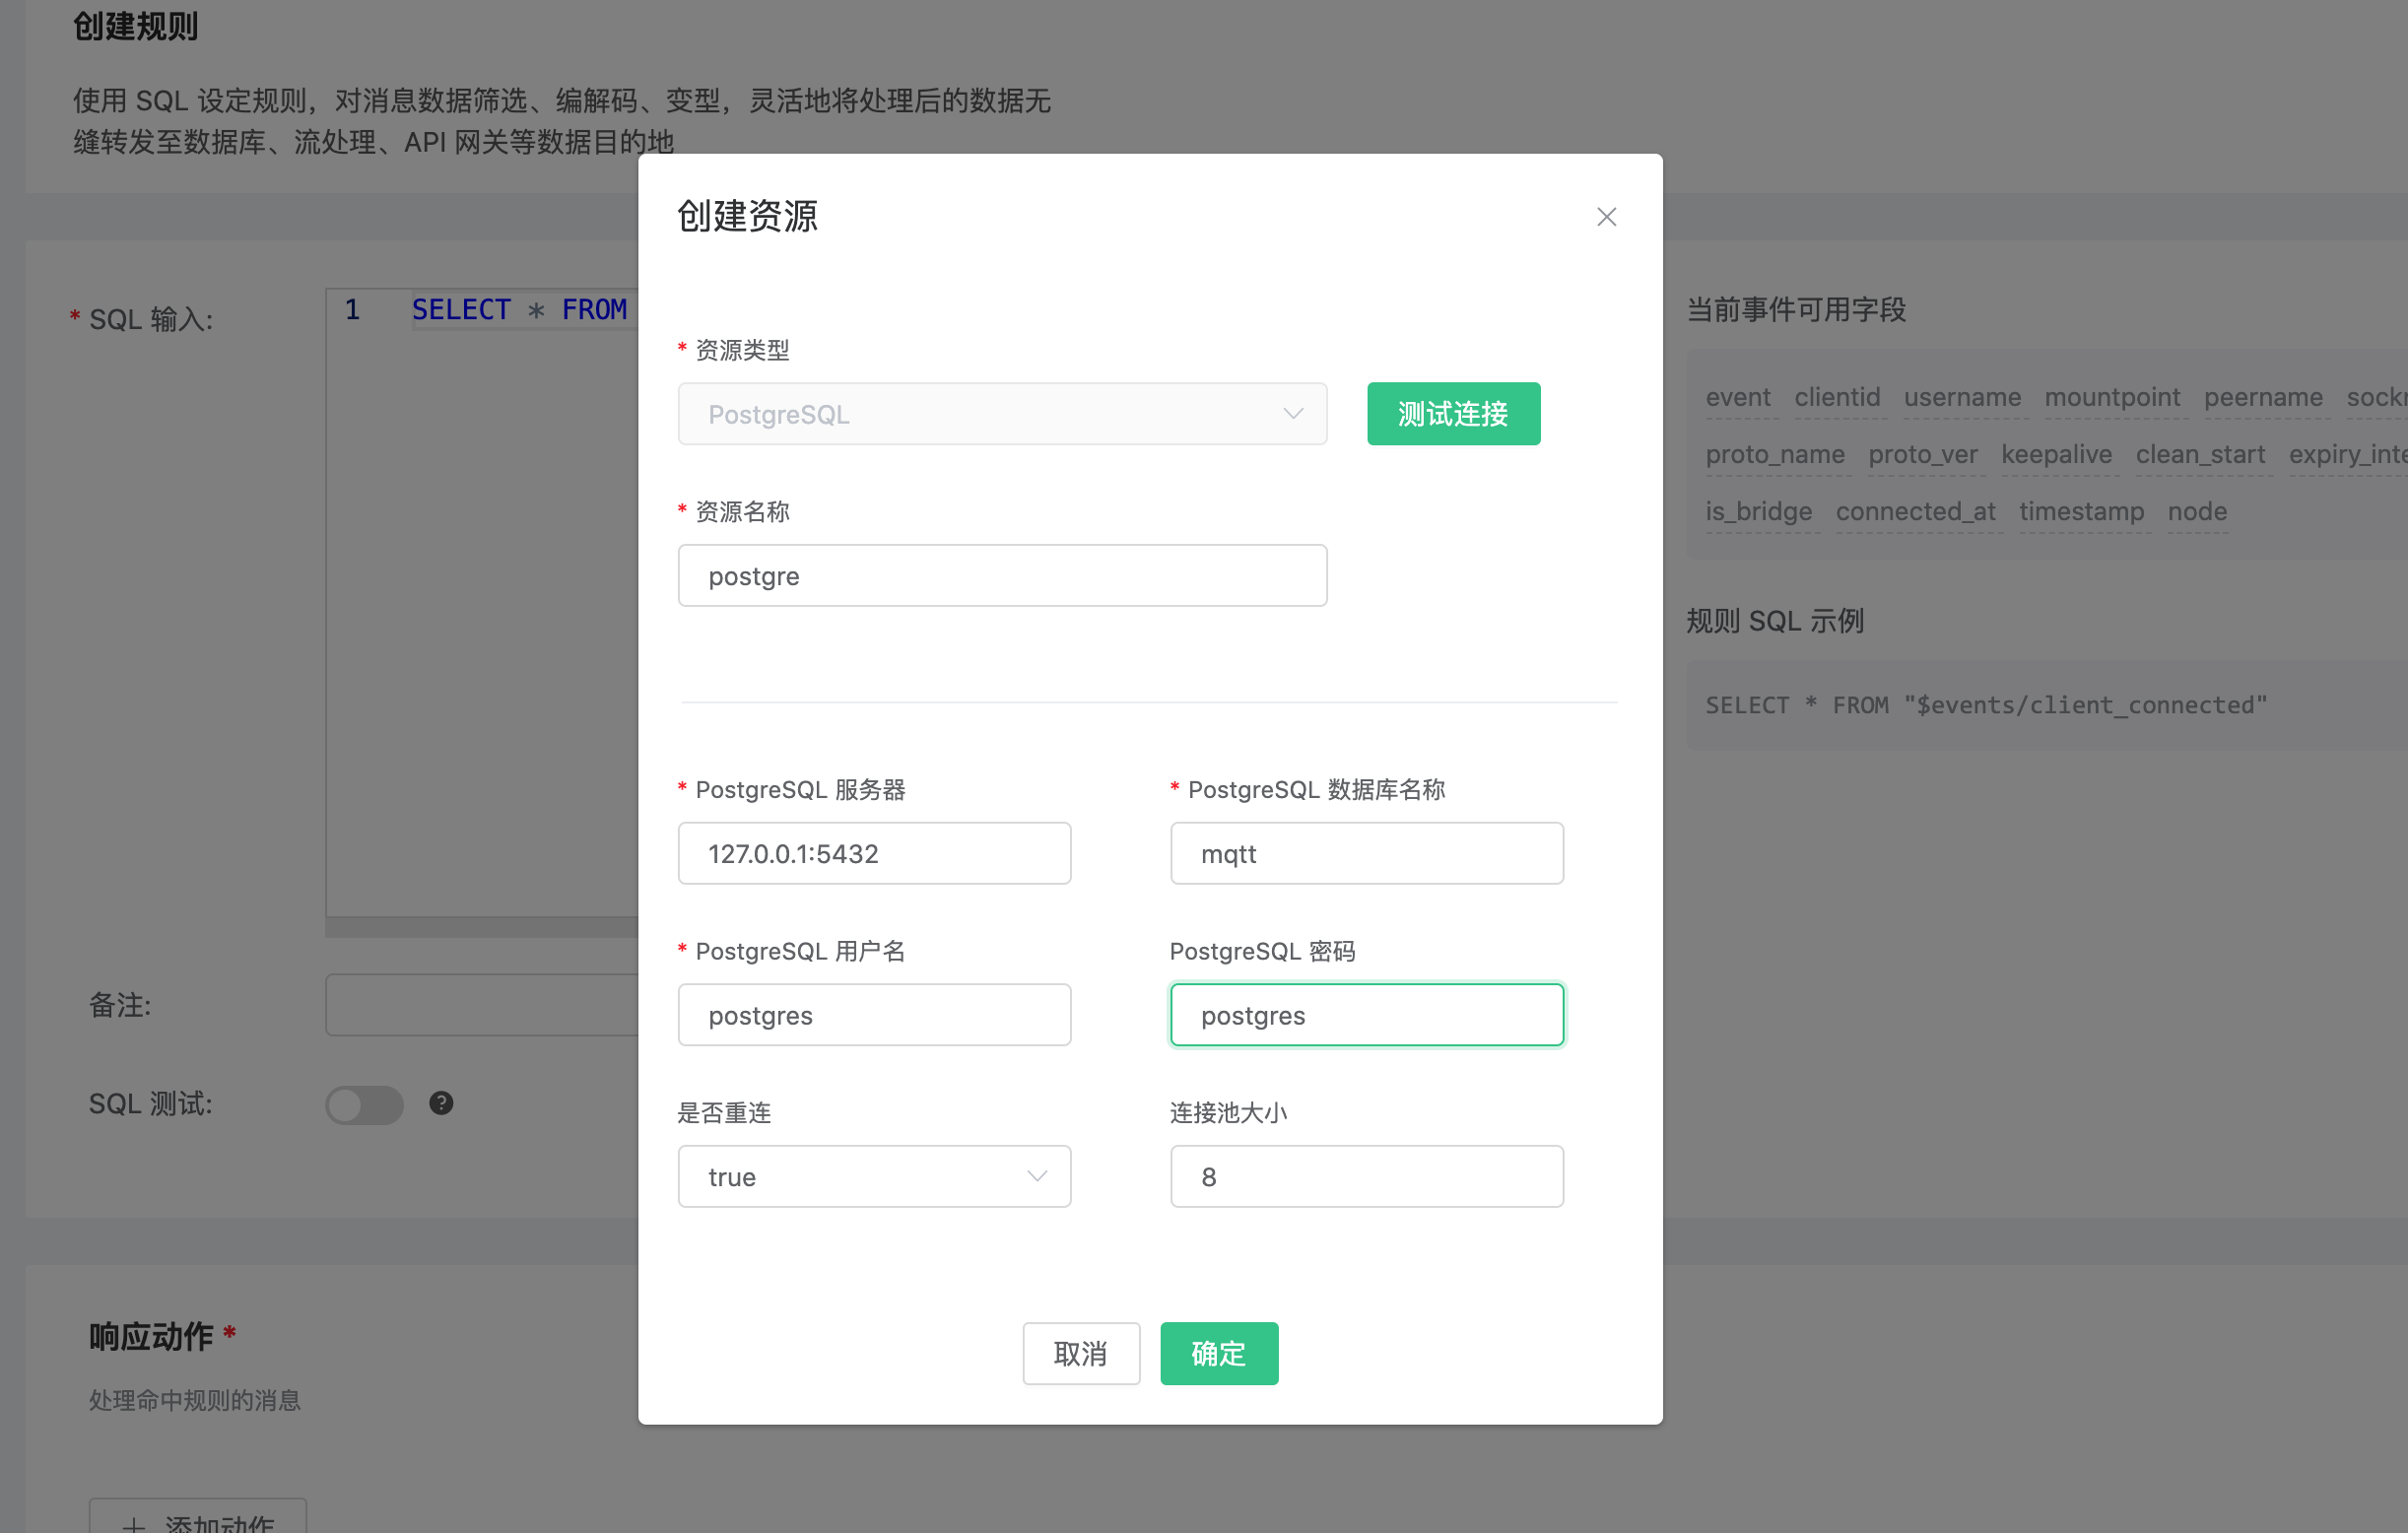 创建规则
使用 SQL 设定规则，对消息数据筛选、编解码、变型，灵活地将处理后的数据无
缝转发至数据库、流处理、API 网关等数据目的地
* SQL 输入:
1 SELECT * FROM
备注:
SQL 测试:
响应动作 *
处理命中规则的消息
添加动作
创建资源
* 资源类型
PostgreSQL
测试连接
* 资源名称
postgre
* PostgreSQL 服务器
* PostgreSQL 数据库名称
127.0.0.1:5432
mqtt
* PostgreSQL 用户名
PostgreSQL 密码
postgres
postgres
是否重连
连接池大小
true
8
取消
确定
当前事件可用字段
event clientid username mountpoint peername
proto_name proto_ver keepalive clean_start
is_bridge connected_at timestamp node
规则 SQL 示例
SELECT * FROM "$events/client_connected"